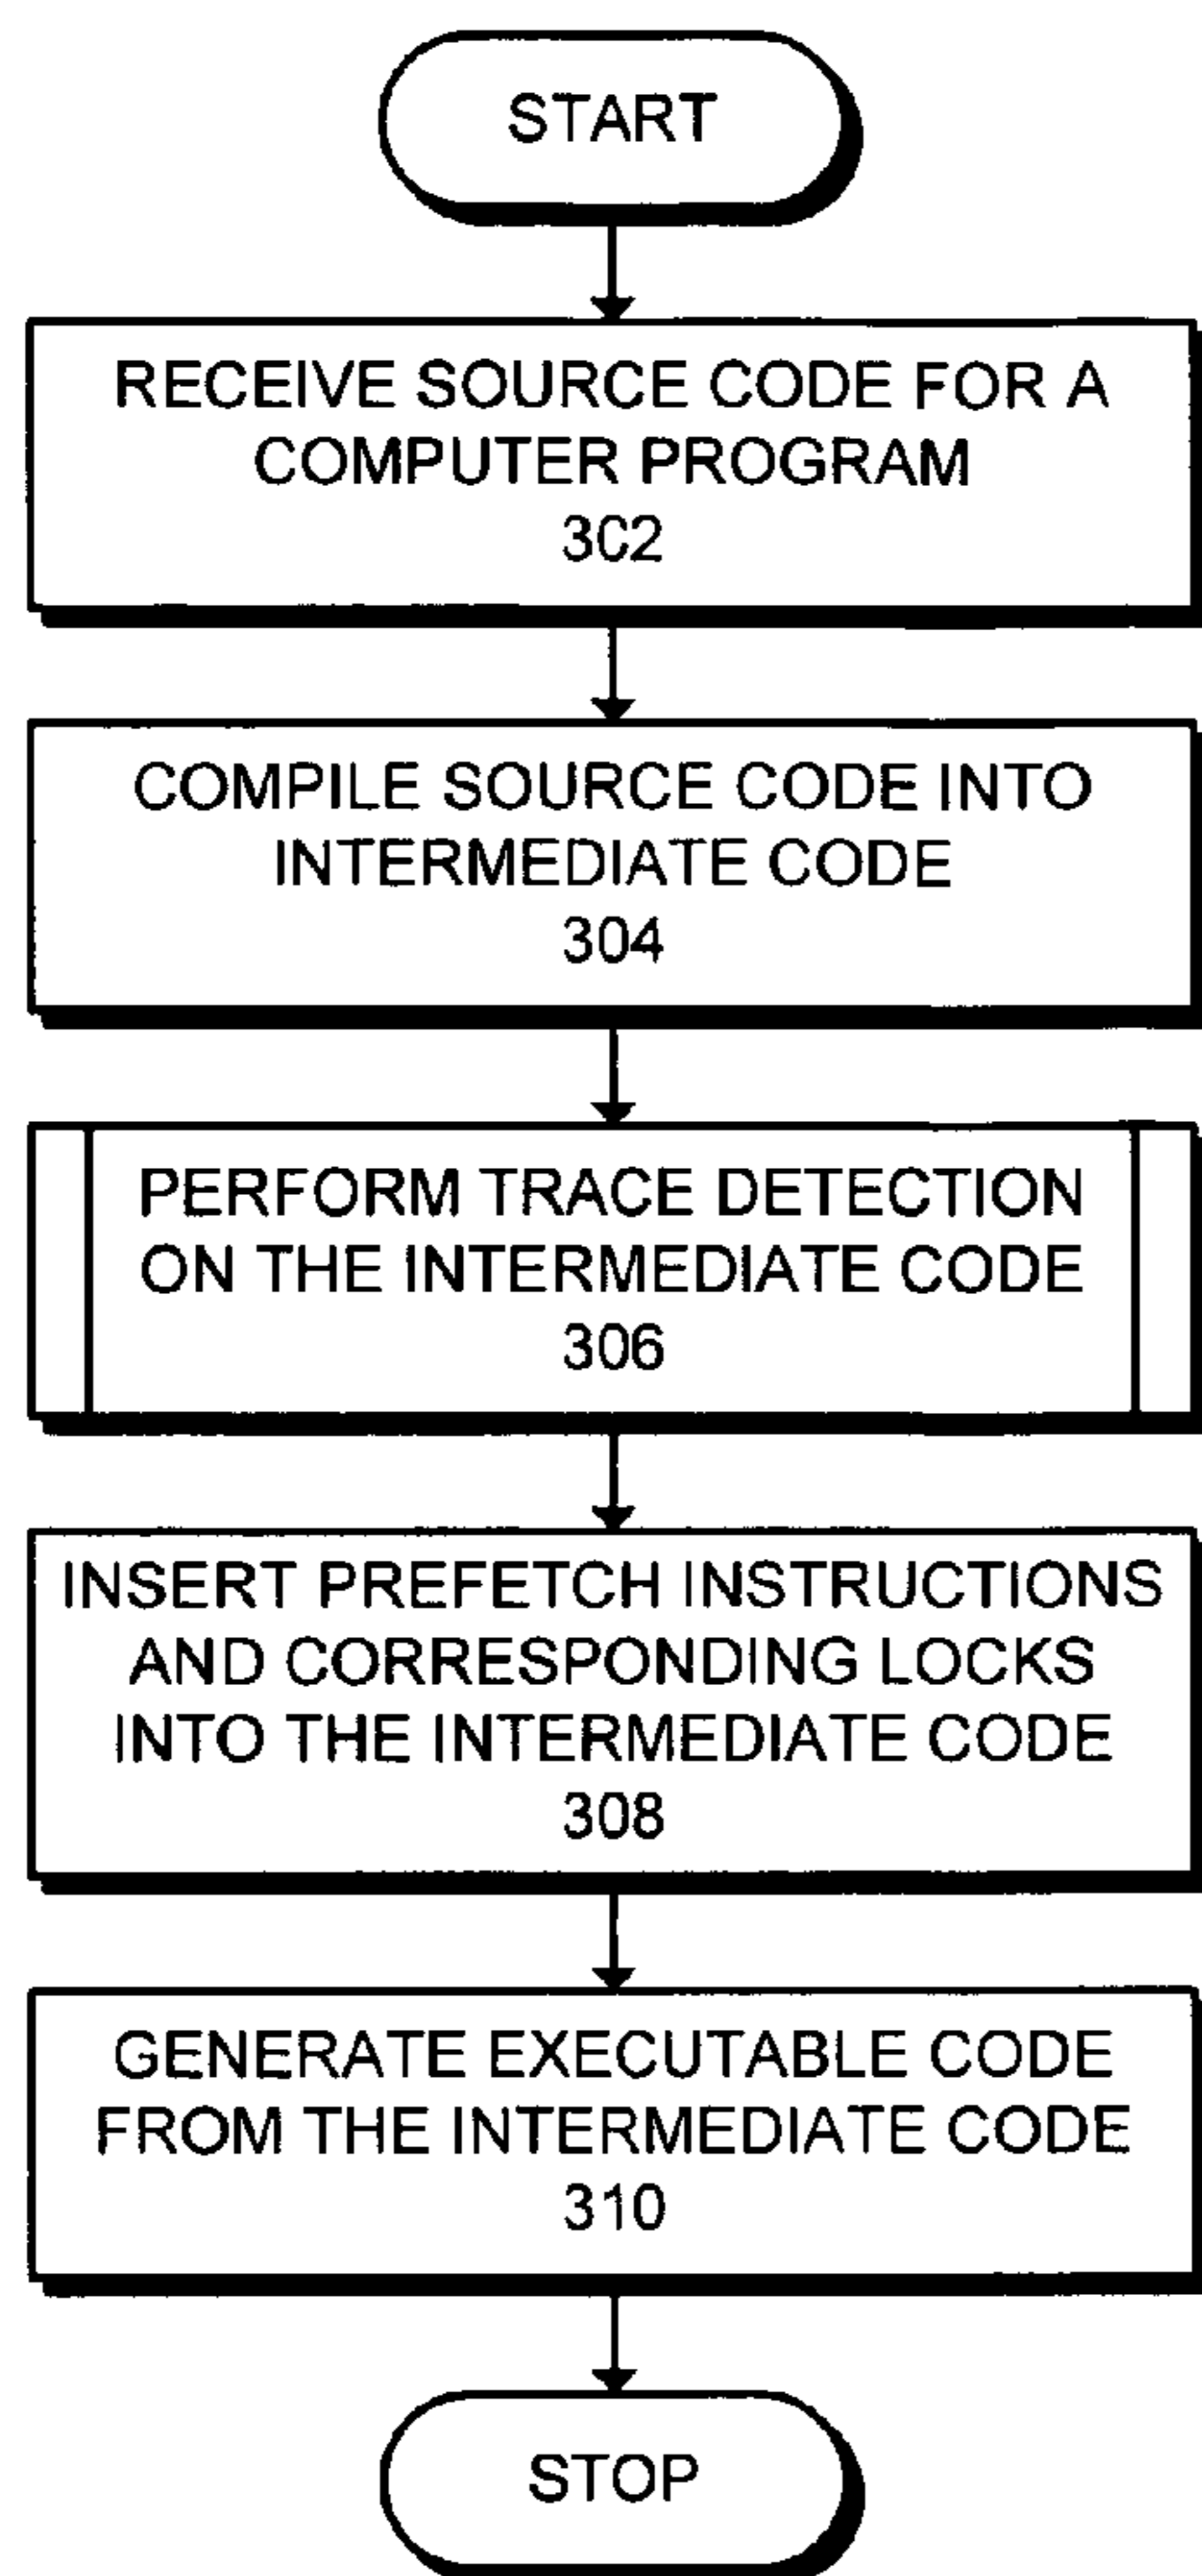 START
RECEIVE SOURCE CODE FOR A
COMPUTER PROGRAM
302
COMPILE SOURCE CODE INTO
INTERMEDIATE CODE
304
PERFORM TRACE DETECTION
ON THE INTERMEDIATE CODE
306
INSERT PREFETCH INSTRUCTIONS
AND CORRESPONDING LOCKS
INTO THE INTERMEDIATE CODE
308
GENERATE EXECUTABLE CODE
FROM THE INTERMEDIATE CODE
310
STOP